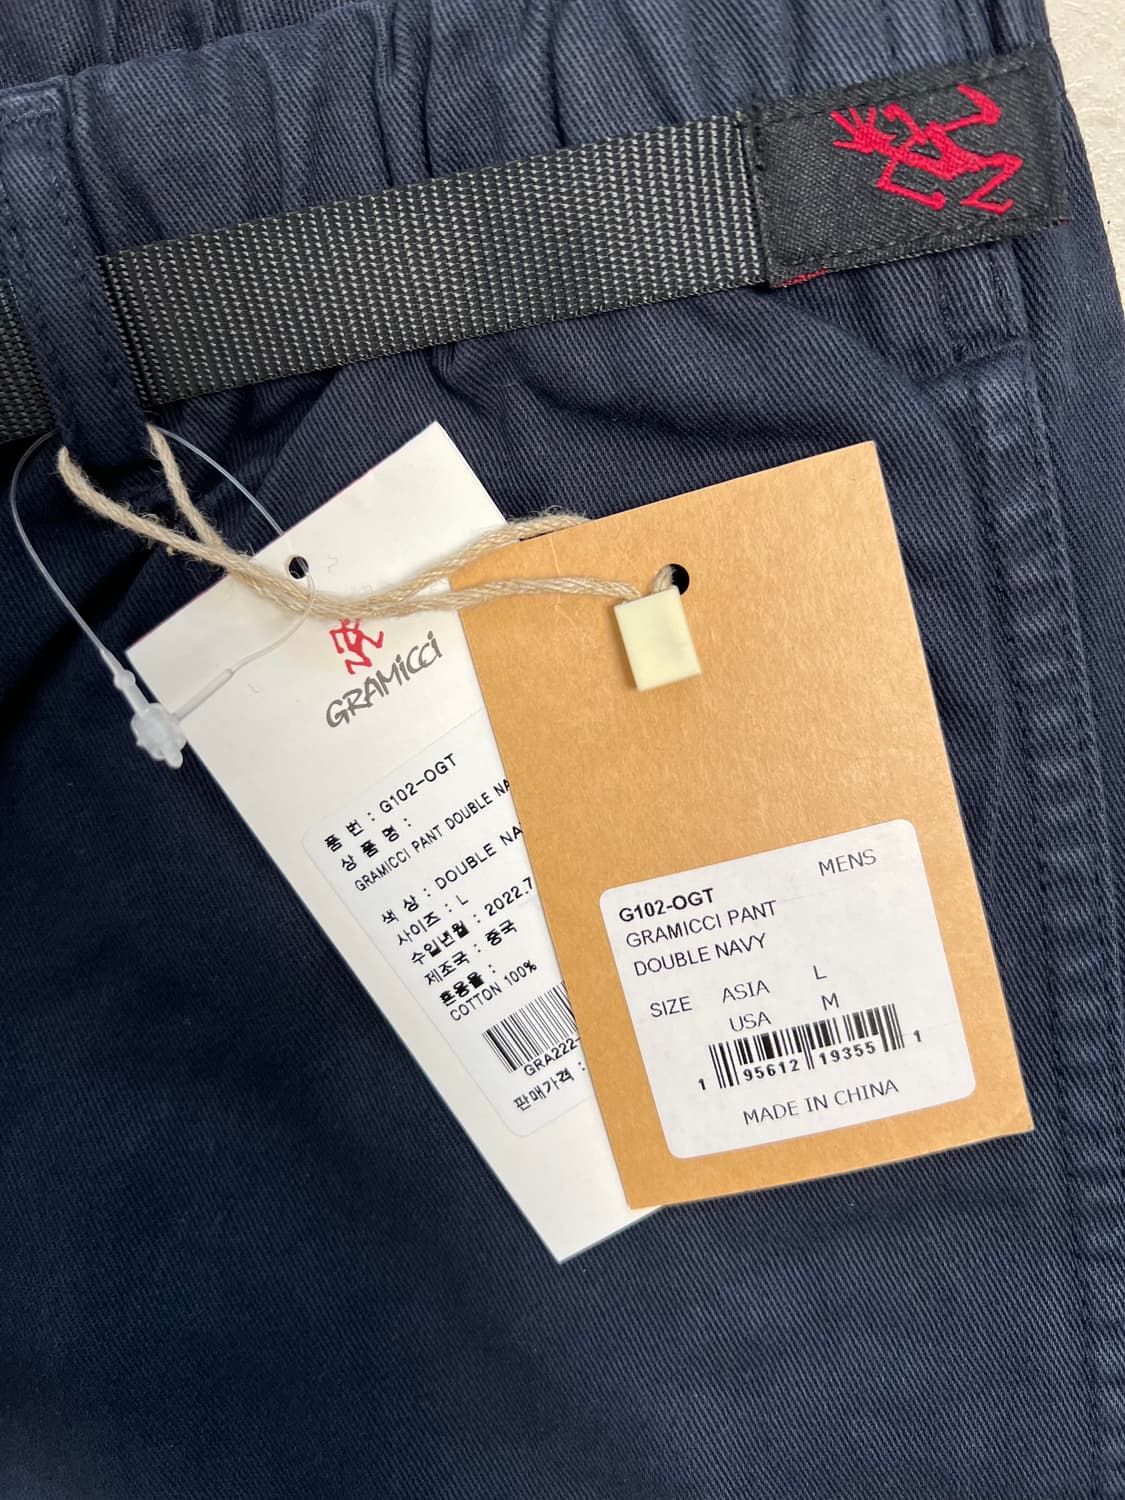 GRAMiCCi
품 번 : G102-OGT
상 품 명 :
GRAMICCI PANT DOUBLE NA
색 상 : DOUBLE NA
사이즈 : L
수입년월 : 2022.7
제조국 : 중국
혼용율 :
COTTON 100%
GRA222-
판매가격 :
MENS
G102-OGT
GRAMICCI PANT
DOUBLE NAVY
SIZE ASIA L
USA M
1 95612 19355 1
MADE IN CHINA